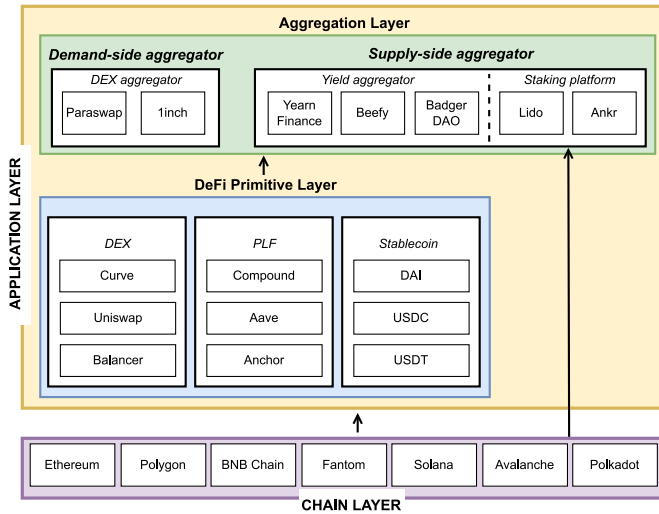 Aggregation Layer
Demand-side aggregator
Supply-side aggregator
DEX aggregator
Yield aggregator
Staking platform
Paraswap
1inch
Yearn
Finance
Beefy
Badger
DAO
Lido
Ankr
APPLICATION LAYER
DeFi Primitive Layer
DEX
PLF
Stablecoin
Curve
Compound
DAI
Uniswap
Aave
USDC
Balancer
Anchor
USDT
Ethereum
Polygon
BNB Chain
Fantom
Solana
Avalanche
Polkadot
CHAIN LAYER